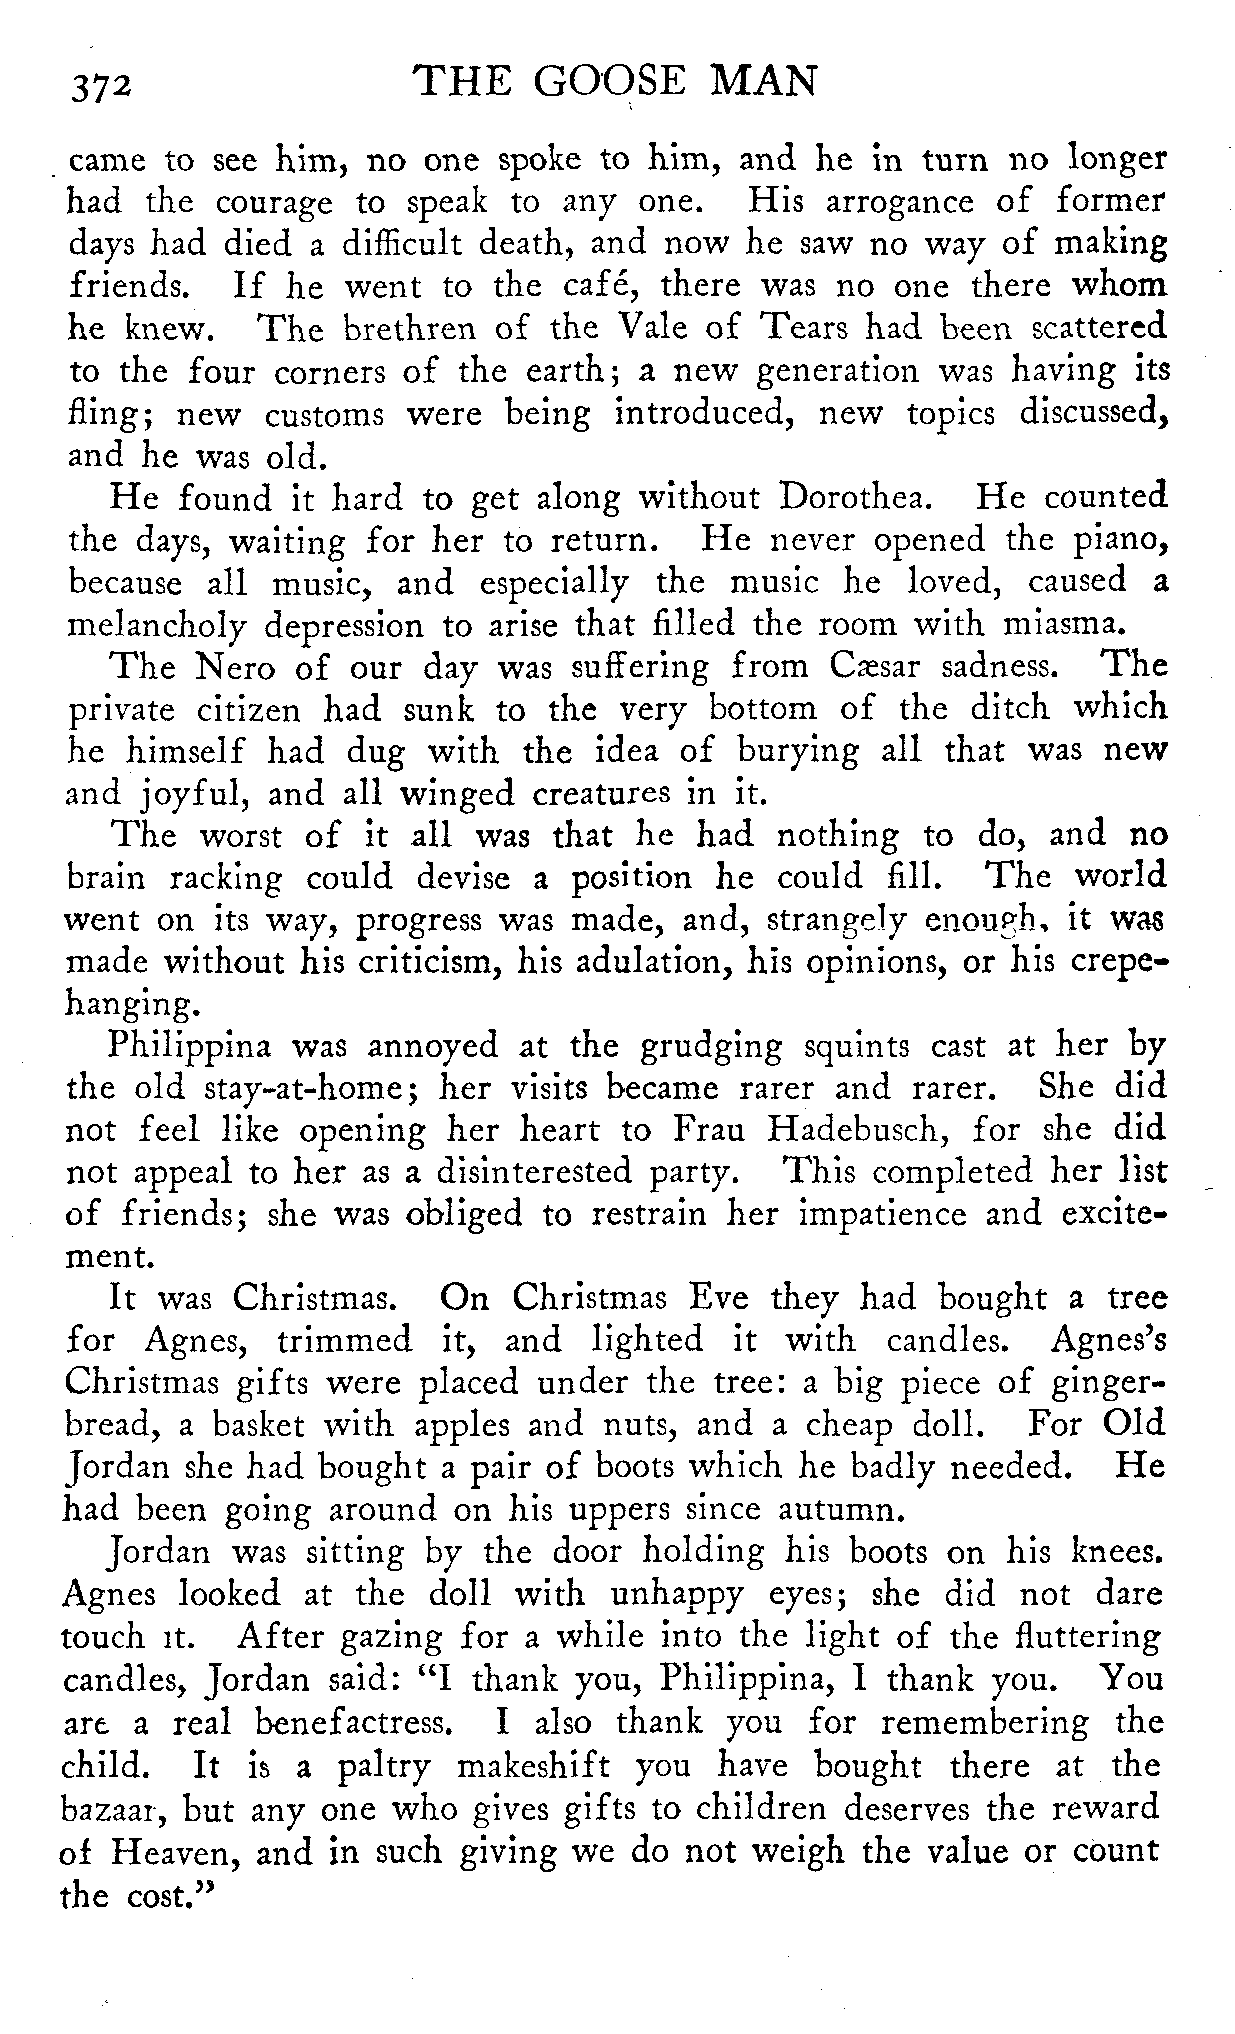 372 THE GOOSE MAN
came to see him, no one spoke to him, and he in turn no longer
had the courage to speak to any one. His arrogance of former
days had died a difficult death, and now he saw no way of making
friends. If he went to the café, there was no one there whom
he knew. The brethren of the Vale of Tears had been scattered
to the four corners of the earth; a new generation was having its
fling; new customs were being introduced, new topics discussed,
and he was old.
He found it hard to get along without Dorothea. He counted
the days, waiting for her to return. He never opened the piano,
because all music, and especially the music he loved, caused a
melancholy depression to arise that filled the room with miasma.
The Nero of our day was suffering from Cæsar sadness. The
private citizen had sunk to the very bottom of the ditch which
he himself had dug with the idea of burying all that was new
and joyful, and all winged creatures in it.
The worst of it all was that he had nothing to do, and no
brain racking could devise a position he could fill. The world
went on its way, progress was made, and, strangely enough, it was
made without his criticism, his adulation, his opinions, or his crepe-
hanging.
Philippina was annoyed at the grudging squints cast at her by
the old stay-at-home; her visits became rarer and rarer. She did
not feel like opening her heart to Frau Hadebusch, for she did
not appeal to her as a disinterested party. This completed her list
of friends; she was obliged to restrain her impatience and excite-
ment.
It was Christmas. On Christmas Eve they had bought a tree
for Agnes, trimmed it, and lighted it with candles. Agnes's
Christmas gifts were placed under the tree: a big piece of ginger-
bread, a basket with apples and nuts, and a cheap doll. For Old
Jordan she had bought a pair of boots which he badly needed. He
had been going around on his uppers since autumn.
Jordan was sitting by the door holding his boots on his knees.
Agnes looked at the doll with unhappy eyes; she did not dare
touch it. After gazing for a while into the light of the fluttering
candles, Jordan said: "I thank you, Philippina, I thank you. You
are a real benefactress. I also thank you for remembering the
child. It is a paltry makeshift you have bought there at the
bazaar, but any one who gives gifts to children deserves the reward
of Heaven, and in such giving we do not weigh the value or count
the cost."